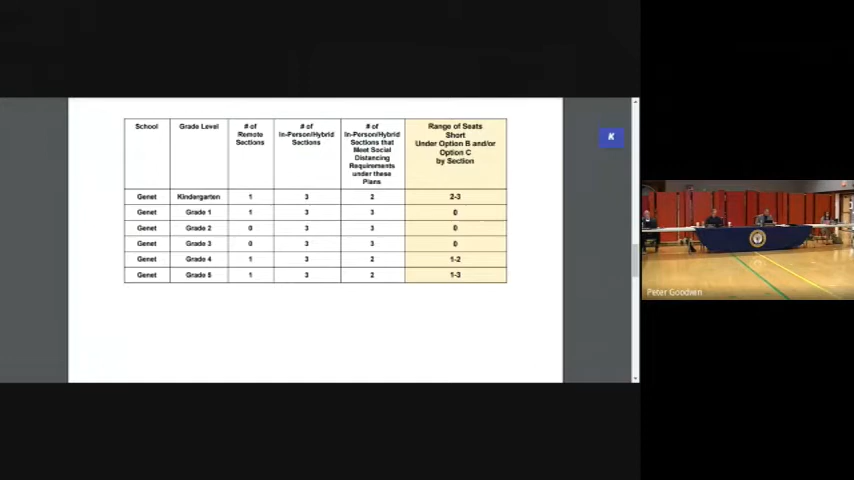 School Grade Level # of Remote Sections # of In-Person/Hybrid Sections # of In-Person/Hybrid Sections that Meet Social Distancing Requirements under these Plans Range of Seats Short Under Option B and/or Option C by Section
Genet Kindergarten 1 3 2 2-3
Genet Grade 1 1 3 3 0
Genet Grade 2 0 3 3 0
Genet Grade 3 0 3 3 0
Genet Grade 4 1 3 2 1-2
Genet Grade 5 1 3 2 1-3
K
Peter Goodwin